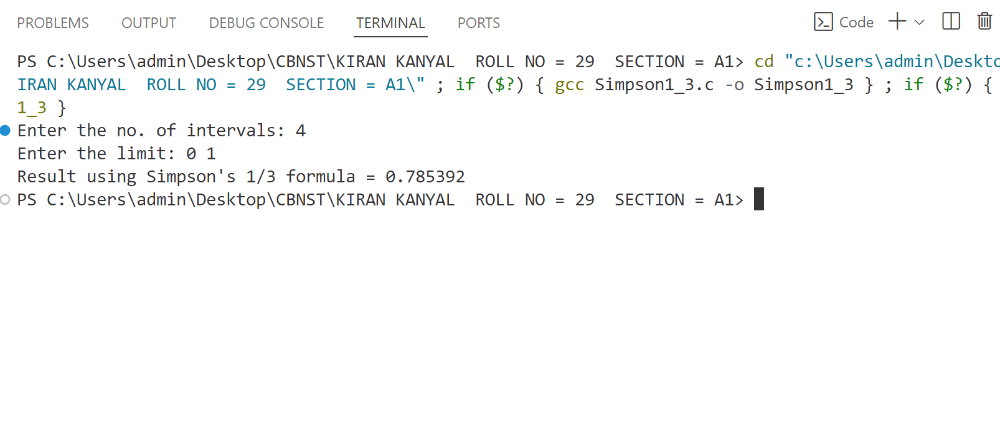 PROBLEMS OUTPUT DEBUG CONSOLE TERMINAL PORTS Code
PS C:\Users\admin\Desktop\CBNST\KIRAN KANYAL  ROLL NO = 29  SECTION = A1> cd "c:\Users\admin\Deskto
IRAN KANYAL  ROLL NO = 29  SECTION = A1\" ; if ($?) { gcc Simpson1_3.c -o Simpson1_3 } ; if ($?) {
1_3 }
Enter the no. of intervals: 4
Enter the limit: 0 1
Result using Simpson's 1/3 formula = 0.785392
PS C:\Users\admin\Desktop\CBNST\KIRAN KANYAL  ROLL NO = 29  SECTION = A1>